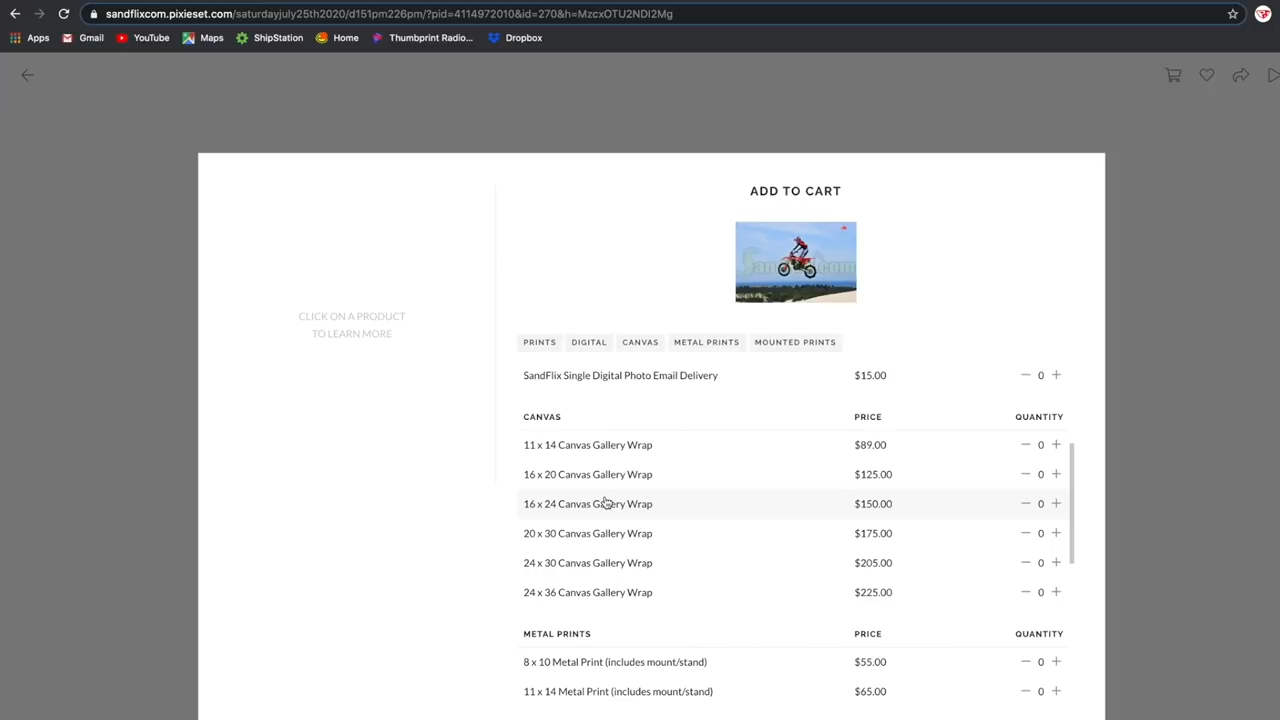 sandflixcom.pixieset.com/saturdayjuly25th2020/d151pm226pm/?pid=4114972010&id=270&h=MzcxOTU2NDI2Mg
Apps Gmail YouTube Maps ShipStation Home Thumbprint Radio... Dropbox
ADD TO CART
CLICK ON A PRODUCT
TO LEARN MORE
PRINTS DIGITAL CANVAS METAL PRINTS MOUNTED PRINTS
SandFlix Single Digital Photo Email Delivery $15.00 0
CANVAS PRICE QUANTITY
11 x 14 Canvas Gallery Wrap $89.00 0
16 x 20 Canvas Gallery Wrap $125.00 0
16 x 24 Canvas Gallery Wrap $150.00 0
20 x 30 Canvas Gallery Wrap $175.00 0
24 x 30 Canvas Gallery Wrap $205.00 0
24 x 36 Canvas Gallery Wrap $225.00 0
METAL PRINTS PRICE QUANTITY
8 x 10 Metal Print (includes mount/stand) $55.00 0
11 x 14 Metal Print (includes mount/stand) $65.00 0